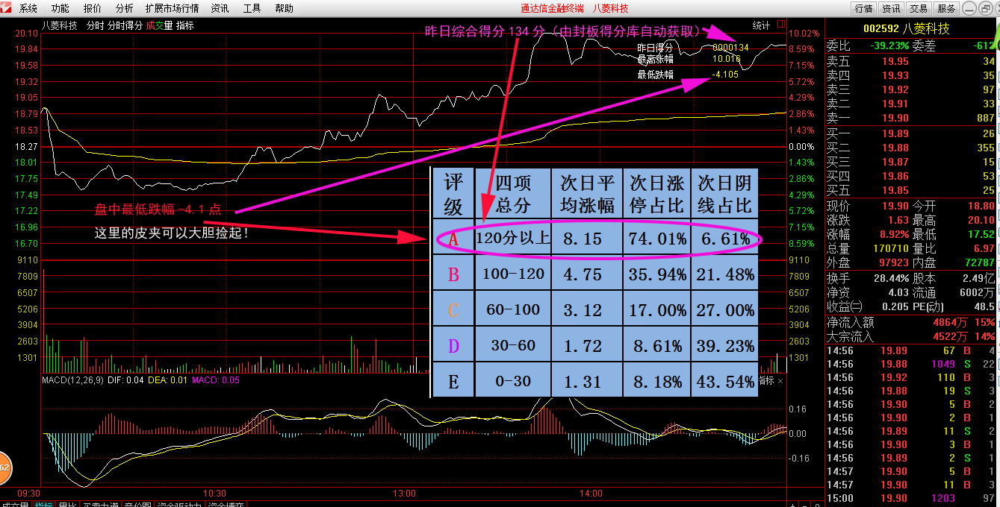 系统 功能 报价 分析 扩展市场行情 资讯 工具 帮助 通达信金融终端 八菱科技 行情 资讯 交易 服务
八菱科技 分时 分时得分 成交量 指标 统计
昨日综合得分 134 分（由封板得分库自动获取）
昨日得分 0000134
最高涨幅 10.016
最低跌幅 -4.105
20.10 10.02%
19.84 8.59%
19.58 7.15%
19.32 5.72%
19.05 4.29%
18.79 2.86%
18.53 1.43%
18.27 0.00%
18.01 1.43%
17.75 2.86%
17.49 4.29%
17.22 5.72%
16.96 7.15%
16.70 8.59%
9110 9110
7809 7809
6507 6507
5206 5206
3904 3904
2603 2603
1301 1301
盘中最低跌幅 -4.1 点
这里的皮夹可以大胆捡起！
评级 四项总分 次日平均涨幅 次日涨停占比 次日阴线占比
A 120分以上 8.15 74.01% 6.61%
B 100-120 4.75 35.94% 21.48%
C 60-100 3.12 17.00% 27.00%
D 30-60 1.72 8.61% 39.23%
E 0-30 1.31 8.18% 43.54%
MACD(12,26,9) DIF: 0.04 DEA: 0.01 MACD: 0.05 指标 ×
0.16
0.00
-0.16
62
09:30 10:30 13:00 14:00
002592 八菱科技
委比 -39.23% 委差 -612
卖五 19.95 34
卖四 19.93 35
卖三 19.92 97
卖二 19.91 33
卖一 19.90 887
买一 19.89 26
买二 19.88 355
买三 19.87 15
买四 19.86 53
买五 19.85 25
现价 19.90 今开 18.80
涨跌 1.63 最高 20.10
涨幅 8.92% 最低 17.52
总量 170710 量比 6.97
外盘 97923 内盘 72787
换手 28.44% 股本 2.49亿
净资 4.03 流通 6002万
收益㈡ 0.205 PE(动) 48.5
净流入额 4864万 15%
大宗流入 4522万 14%
14:56 19.89 67 B 4
14:56 19.88 1049 S 22
14:56 19.92 110 B 3
14:56 19.88 19 S 3
14:56 19.90 5 B 2
14:56 19.90 2 B 1
14:56 19.89 11 S 2
14:56 19.90 3 B 1
14:56 19.89 2 S 1
14:57 19.90 5 B 1
14:57 19.90 11 B 3
15:00 19.90 1203 97